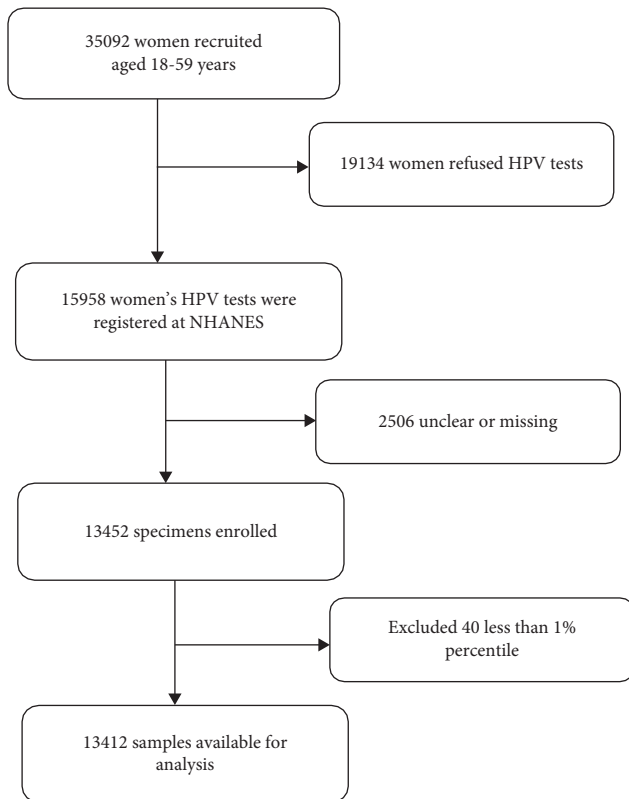 35092 women recruited
aged 18-59 years
19134 women refused HPV tests
15958 women’s HPV tests were
registered at NHANES
2506 unclear or missing
13452 specimens enrolled
Excluded 40 less than 1%
percentile
13412 samples available for
analysis